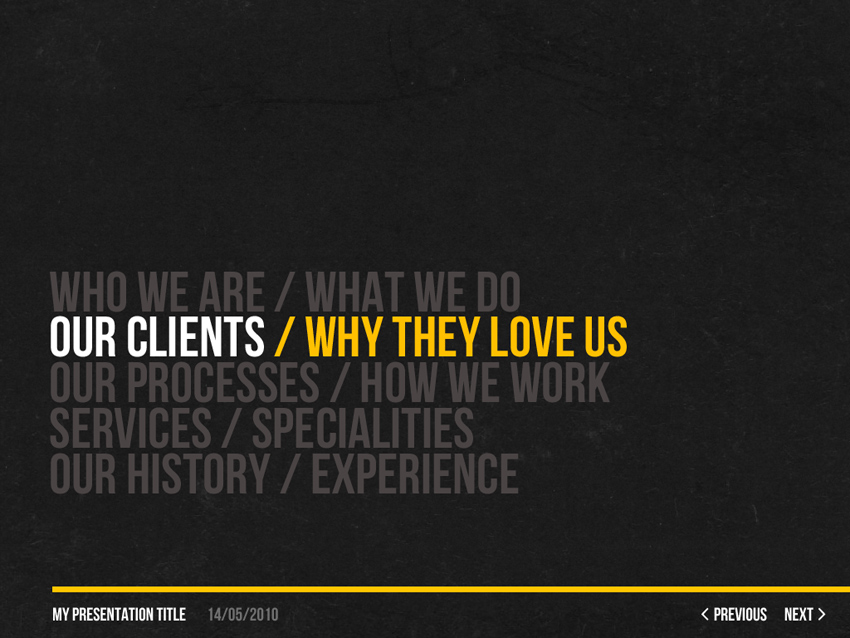 WHO WE ARE / WHAT WE DO
OUR CLIENTS / WHY THEY LOVE US
OUR PROCESSES / HOW WE WORK
SERVICES / SPECIALITIES
OUR HISTORY / EXPERIENCE
MY PRESENTATION TITLE 14/05/2010 < PREVIOUS NEXT >